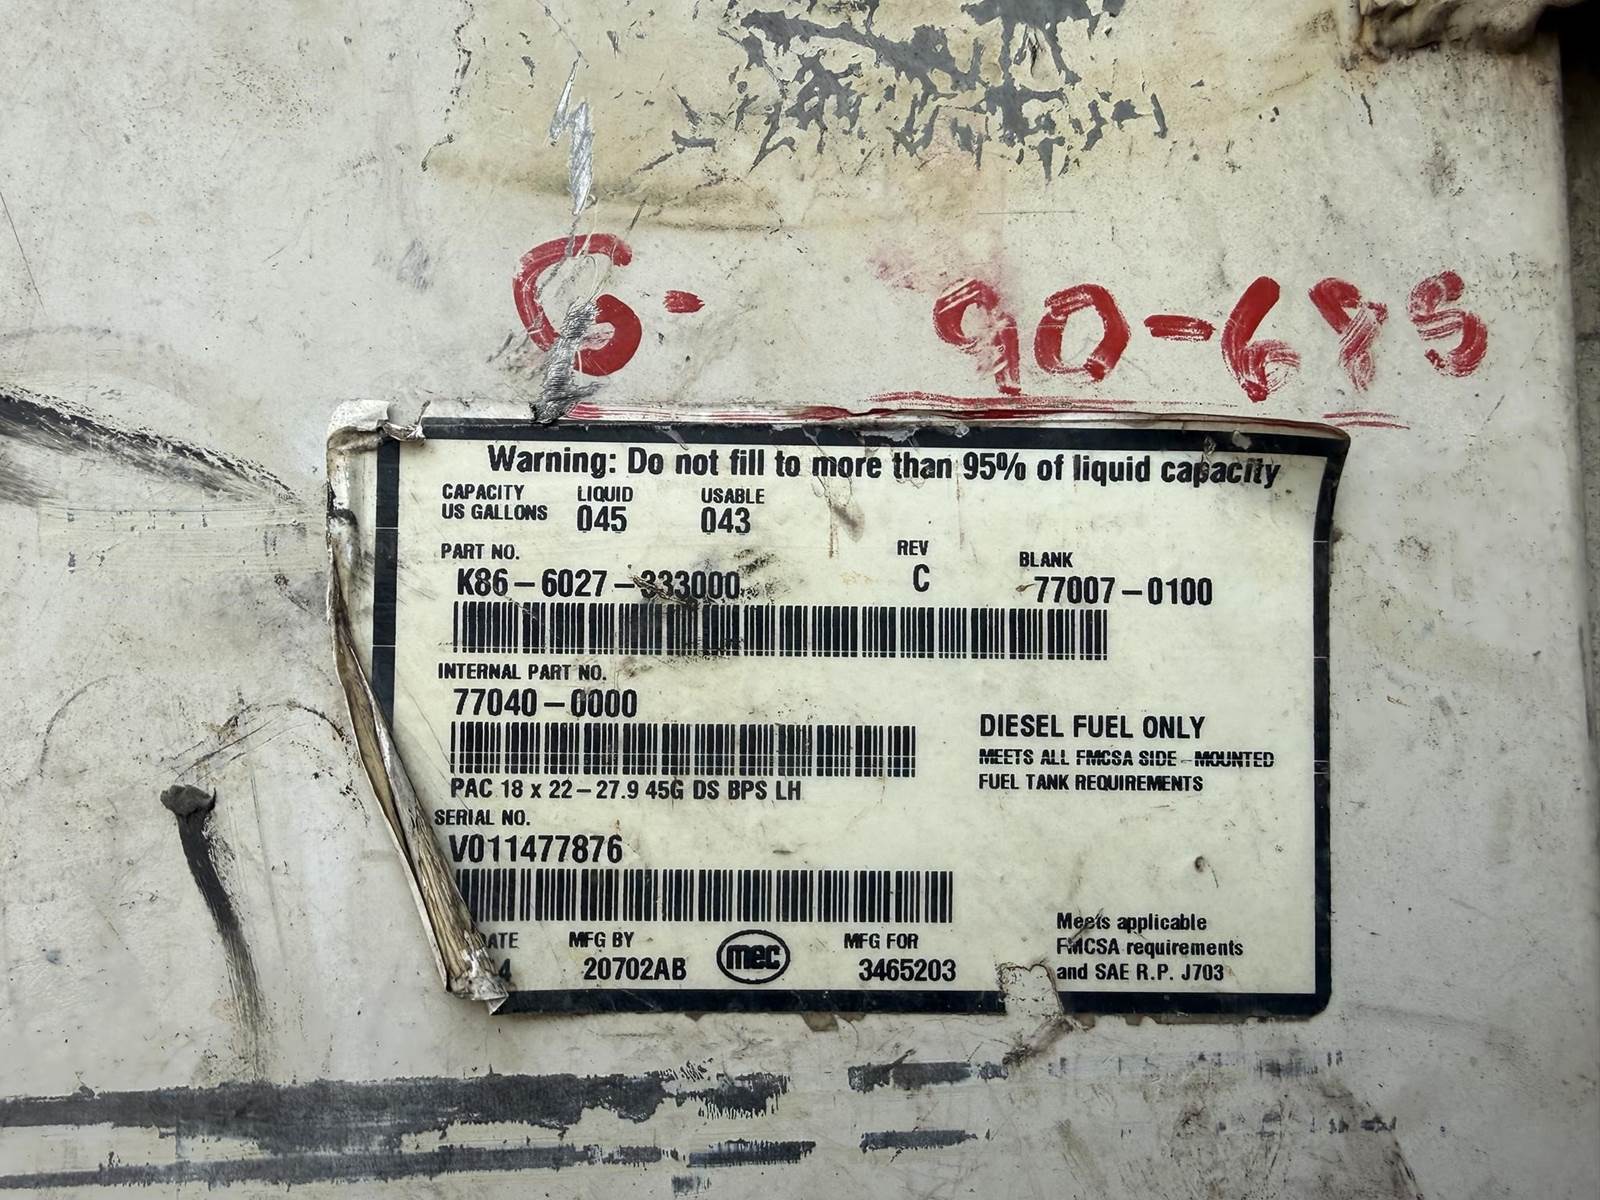 G- 90-695
Warning: Do not fill to more than 95% of liquid capacity
CAPACITY LIQUID USABLE
US GALLONS 045 043
PART NO. REV BLANK
K86-6027-333000 C 77007-0100
INTERNAL PART NO.
77040-0000
DIESEL FUEL ONLY
MEETS ALL FMCSA SIDE-MOUNTED
FUEL TANK REQUIREMENTS
PAC 18 x 22-27.9 45G DS BPS LH
SERIAL NO.
V011477876
DATE MFG BY mec MFG FOR
4 20702AB 3465203
Meets applicable
FMCSA requirements
and SAE R.P. J703